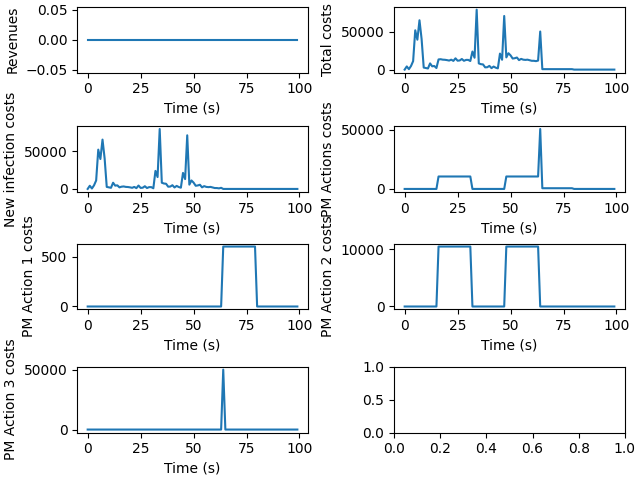 Revenues
0.05
0.00
−0.05
0 25 50 75 100
Time (s)
Total costs
50000
0
0 25 50 75 100
Time (s)
New infection costs
50000
0
0 25 50 75 100
Time (s)
PM Actions costs
50000
0
0 25 50 75 100
Time (s)
PM Action 1 costs
500
0
0 25 50 75 100
Time (s)
PM Action 2 costs
10000
0
0 25 50 75 100
Time (s)
PM Action 3 costs
50000
0
0 25 50 75 100
Time (s)
1.0
0.5
0.0
0.0 0.2 0.4 0.6 0.8 1.0